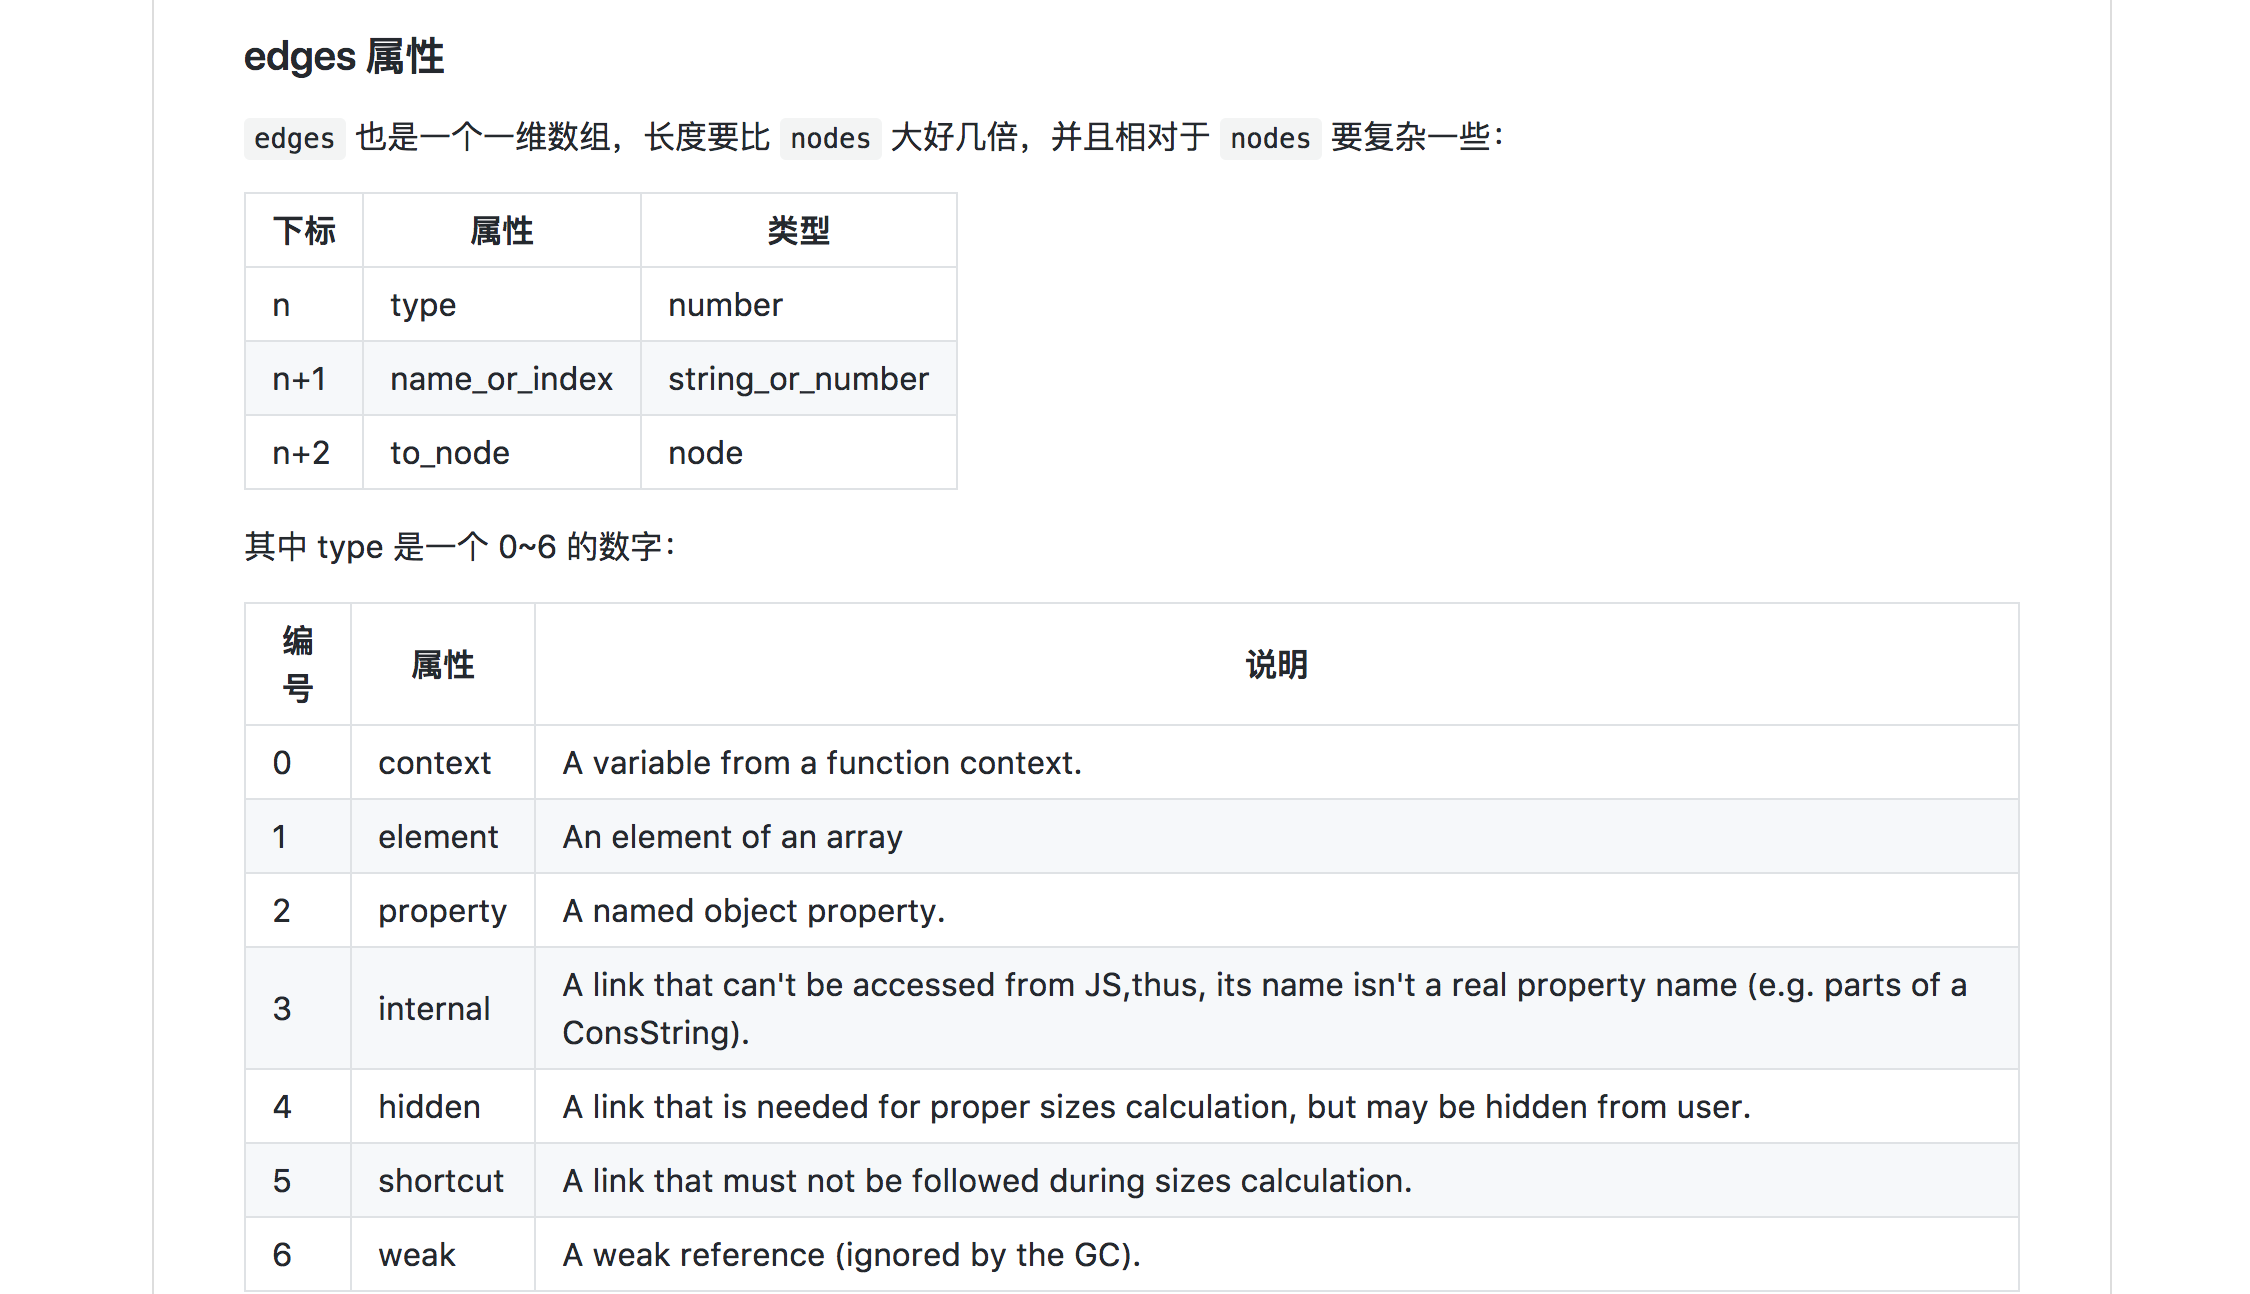 edges 属性
edges 也是一个一维数组，长度要比 nodes 大好几倍，并且相对于 nodes 要复杂一些：
下标 属性 类型
n type number
n+1 name_or_index string_or_number
n+2 to_node node
其中 type 是一个 0~6 的数字：
编
号 属性 说明
0 context A variable from a function context.
1 element An element of an array
2 property A named object property.
3 internal A link that can't be accessed from JS,thus, its name isn't a real property name (e.g. parts of a
ConsString).
4 hidden A link that is needed for proper sizes calculation, but may be hidden from user.
5 shortcut A link that must not be followed during sizes calculation.
6 weak A weak reference (ignored by the GC).